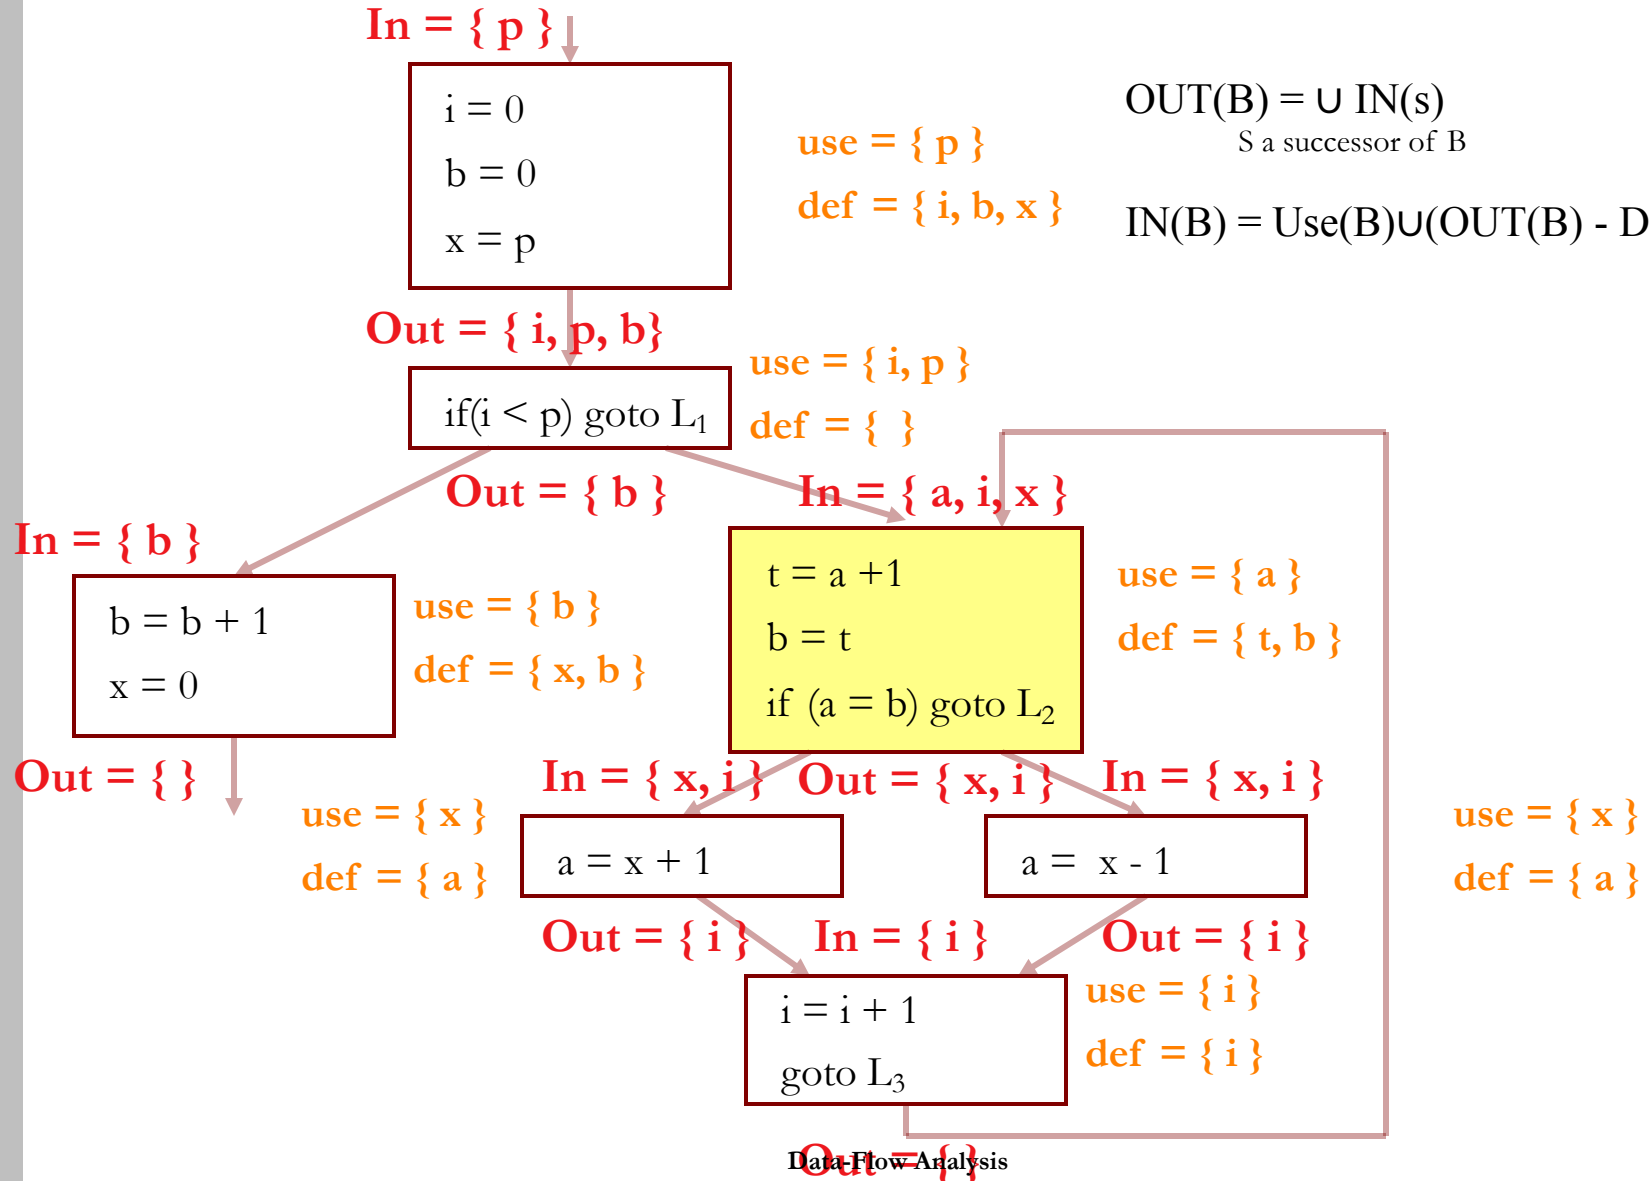 In = { p }
i = 0
b = 0
x = p
use = { p }
def = { i, b, x }
OUT(B) = ∪ IN(s)
S a successor of B
IN(B) = Use(B)∪(OUT(B) - D
Out = { i, p, b}
if(i < p) goto L₁
use = { i, p }
def = { }
Out = { b }
In = { a, i, x }
In = { b }
b = b + 1
x = 0
use = { b }
def = { x, b }
t = a +1
b = t
if (a = b) goto L₂
use = { a }
def = { t, b }
Out = { }
In = { x, i }
Out = { x, i }
In = { x, i }
use = { x }
def = { a }
a = x + 1
a = x - 1
use = { x }
def = { a }
Out = { i }
In = { i }
Out = { i }
i = i + 1
goto L₃
use = { i }
def = { i }
Out = { }
Data-Flow Analysis